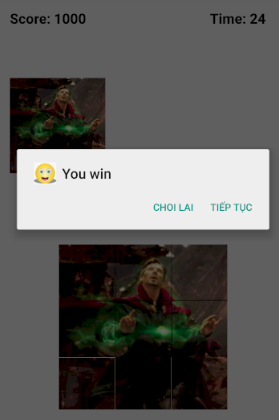 Score: 1000 Time: 24
You win
CHOI LAI TIẾP TỤC